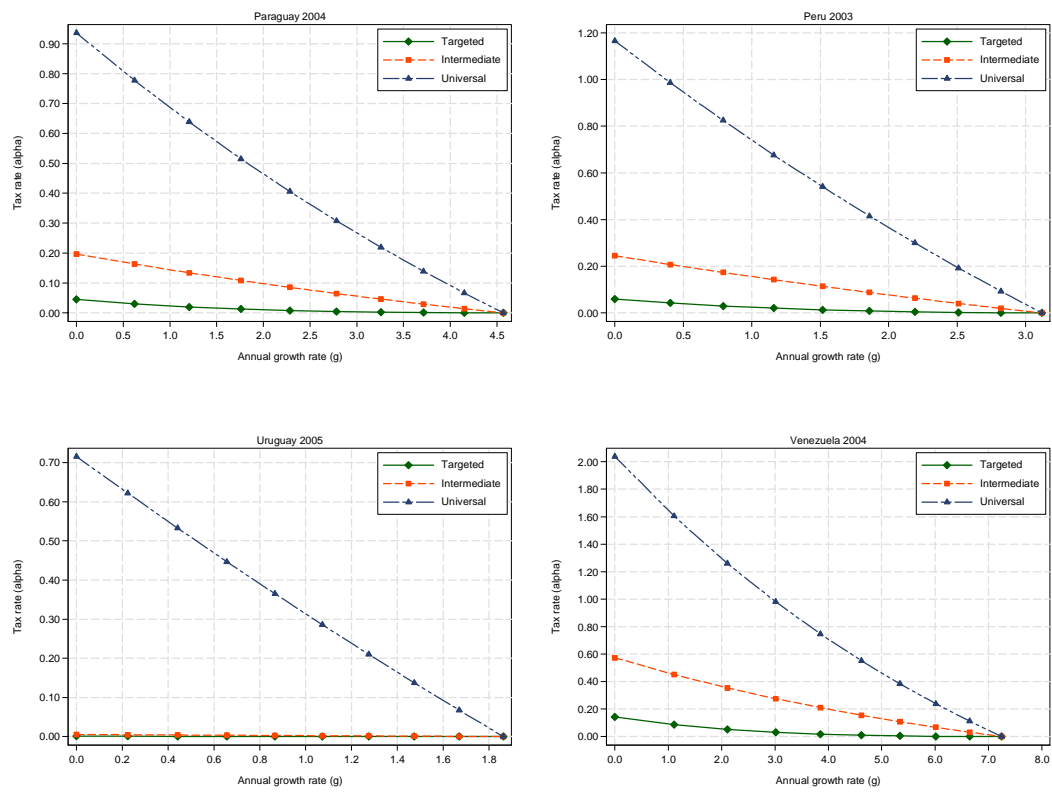 Paraguay 2004
Tax rate (alpha)
0.90
0.80
0.70
0.60
0.50
0.40
0.30
0.20
0.10
0.00
Targeted
Intermediate
Universal
0.0 0.5 1.0 1.5 2.0 2.5 3.0 3.5 4.0 4.5
Annual growth rate (g)
Peru 2003
Tax rate (alpha)
1.20
1.00
0.80
0.60
0.40
0.20
0.00
Targeted
Intermediate
Universal
0.0 0.5 1.0 1.5 2.0 2.5 3.0
Annual growth rate (g)
Uruguay 2005
Tax rate (alpha)
0.70
0.60
0.50
0.40
0.30
0.20
0.10
0.00
Targeted
Intermediate
Universal
0.0 0.2 0.4 0.6 0.8 1.0 1.2 1.4 1.6 1.8
Annual growth rate (g)
Venezuela 2004
Tax rate (alpha)
2.00
1.80
1.60
1.40
1.20
1.00
0.80
0.60
0.40
0.20
0.00
Targeted
Intermediate
Universal
0.0 1.0 2.0 3.0 4.0 5.0 6.0 7.0 8.0
Annual growth rate (g)